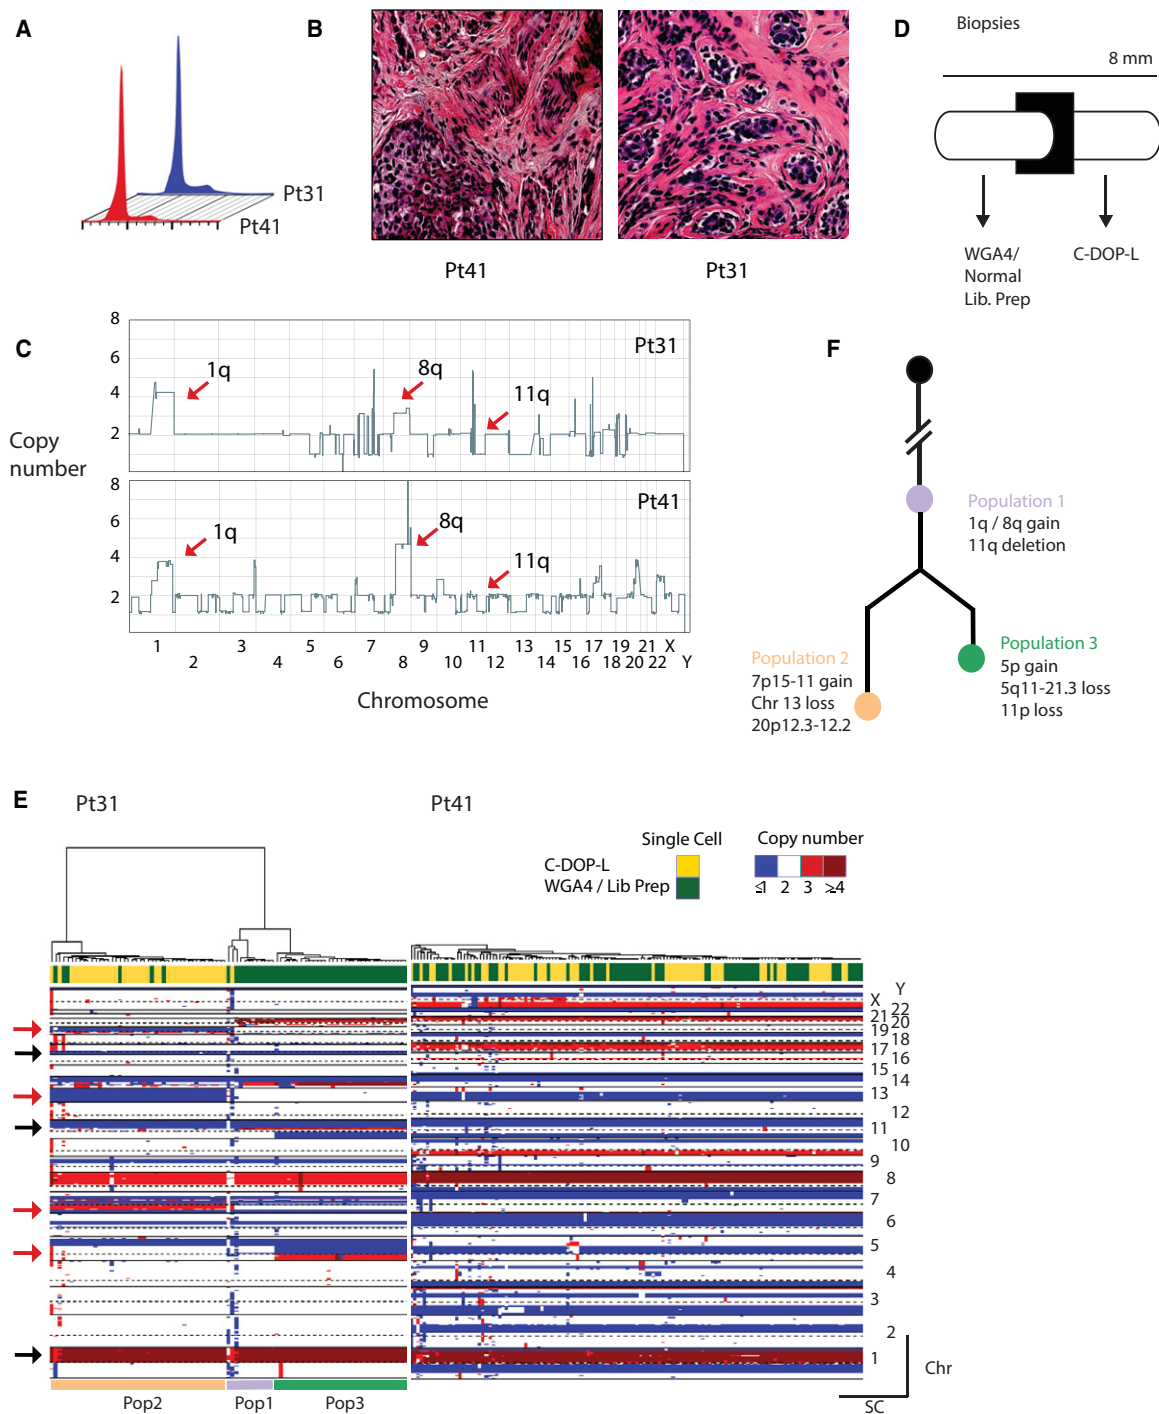 A
Pt31
Pt41
B
Pt41
Pt31
D
Biopsies
8 mm
WGA4/
Normal
Lib. Prep
C-DOP-L
C
Copy
number
8
6
4
2
Pt31
1q
8q
11q
8
6
4
2
Pt41
1q
8q
11q
1 3 5 7 9 11 13 15 17 19 21 X
2 4 6 8 10 12 14 16 18 20 22 Y
Chromosome
F
Population 1
1q / 8q gain
11q deletion
Population 2
7p15-11 gain
Chr 13 loss
20p12.3-12.2
Population 3
5p gain
5q11-21.3 loss
11p loss
E
Pt31
Pt41
Single Cell
C-DOP-L
WGA4 / Lib Prep
Copy number
≤1 2 3 ≥4
Y
X
22
21
20
19
18
17
16
15
14
13
12
11
10
9
8
7
6
5
4
3
2
1
Chr
SC
Pop2
Pop1
Pop3